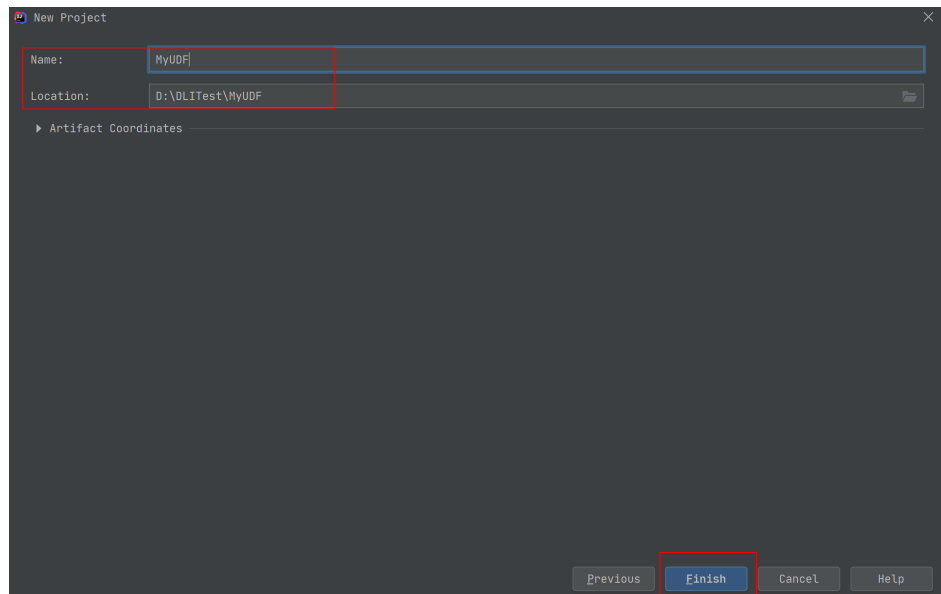 New Project
Name: MyUDF
Location: D:\DLITest\MyUDF
Artifact Coordinates
Previous Finish Cancel Help